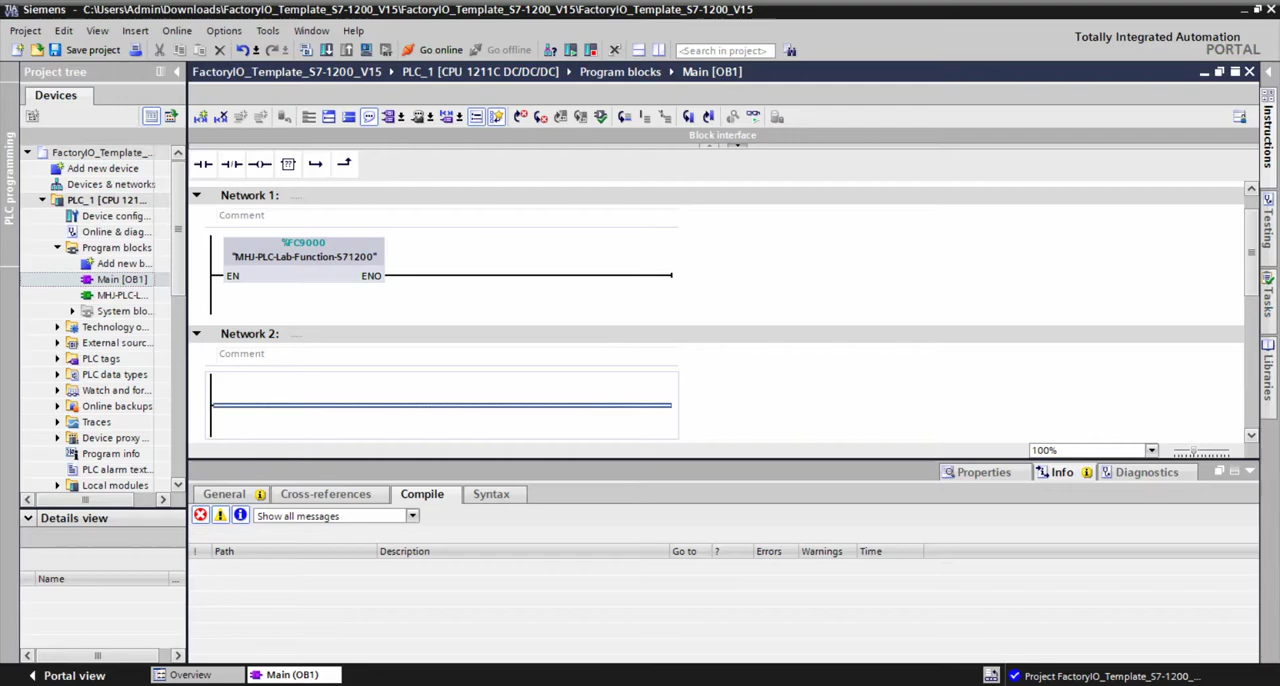 Siemens - C:\Users\Admin\Downloads\FactoryIO_Template_S7-1200_V15\FactoryIO_Template_S7-1200_V15\FactoryIO_Template_S7-1200_V15
Project Edit View Insert Online Options Tools Window Help
Totally Integrated Automation
PORTAL
Save project Go online Go offline <Search in project>
Project tree
FactoryIO_Template_S7-1200_V15 PLC_1 [CPU 1211C DC/DC/DC] Program blocks Main [OB1]
Devices
PLC programming
Block interface
FactoryIO_Template_...
Add new device
Devices & networks
PLC_1 [CPU 121...
Device config...
Online & diag...
Program blocks
Add new b...
Main [OB1]
MHJ-PLC-L...
System blo...
Technology o...
External sourc...
PLC tags
PLC data types
Watch and for...
Online backups
Traces
Device proxy ...
Program info
PLC alarm text...
Local modules
Details view
Name ...
Network 1: .....
Comment
%FC9000
"MHJ-PLC-Lab-Function-S71200"
EN ENO
Network 2: .....
Comment
100%
Properties Info Diagnostics
General Cross-references Compile Syntax
Show all messages
! Path Description Go to ? Errors Warnings Time
Instructions
Testing
Tasks
Libraries
Portal view Overview Main (OB1) Project FactoryIO_Template_S7-1200_...